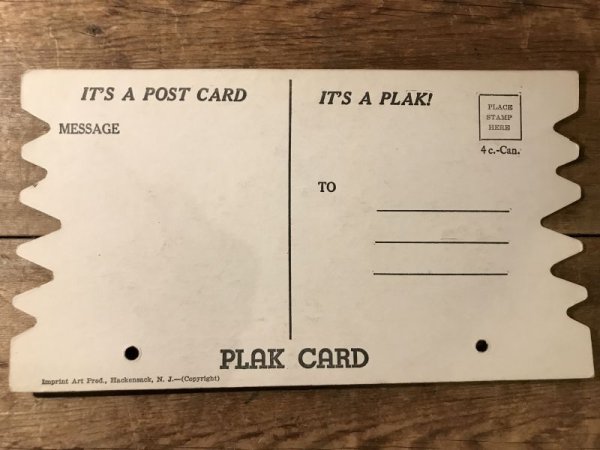 IT'S A POST CARD
MESSAGE
IT'S A PLAK!
PLACE
STAMP
HERE
4 c.-Can.
TO
PLAK CARD
Imprint Art Prod., Hackensack, N. J.—(Copyright)